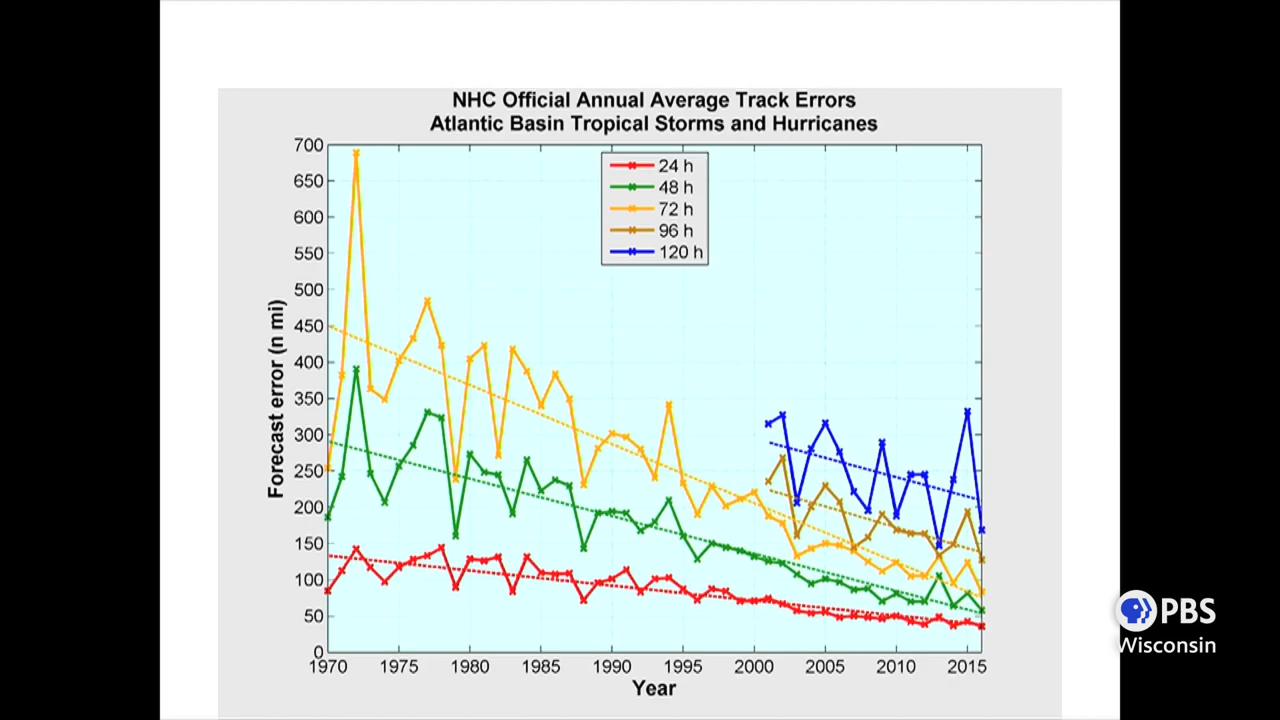 NHC Official Annual Average Track Errors
Atlantic Basin Tropical Storms and Hurricanes
24 h
48 h
72 h
96 h
120 h
Forecast error (n mi)
700
650
600
550
500
450
400
350
300
250
200
150
100
50
0
1970 1975 1980 1985 1990 1995 2000 2005 2010 2015
Year
PBS
Wisconsin